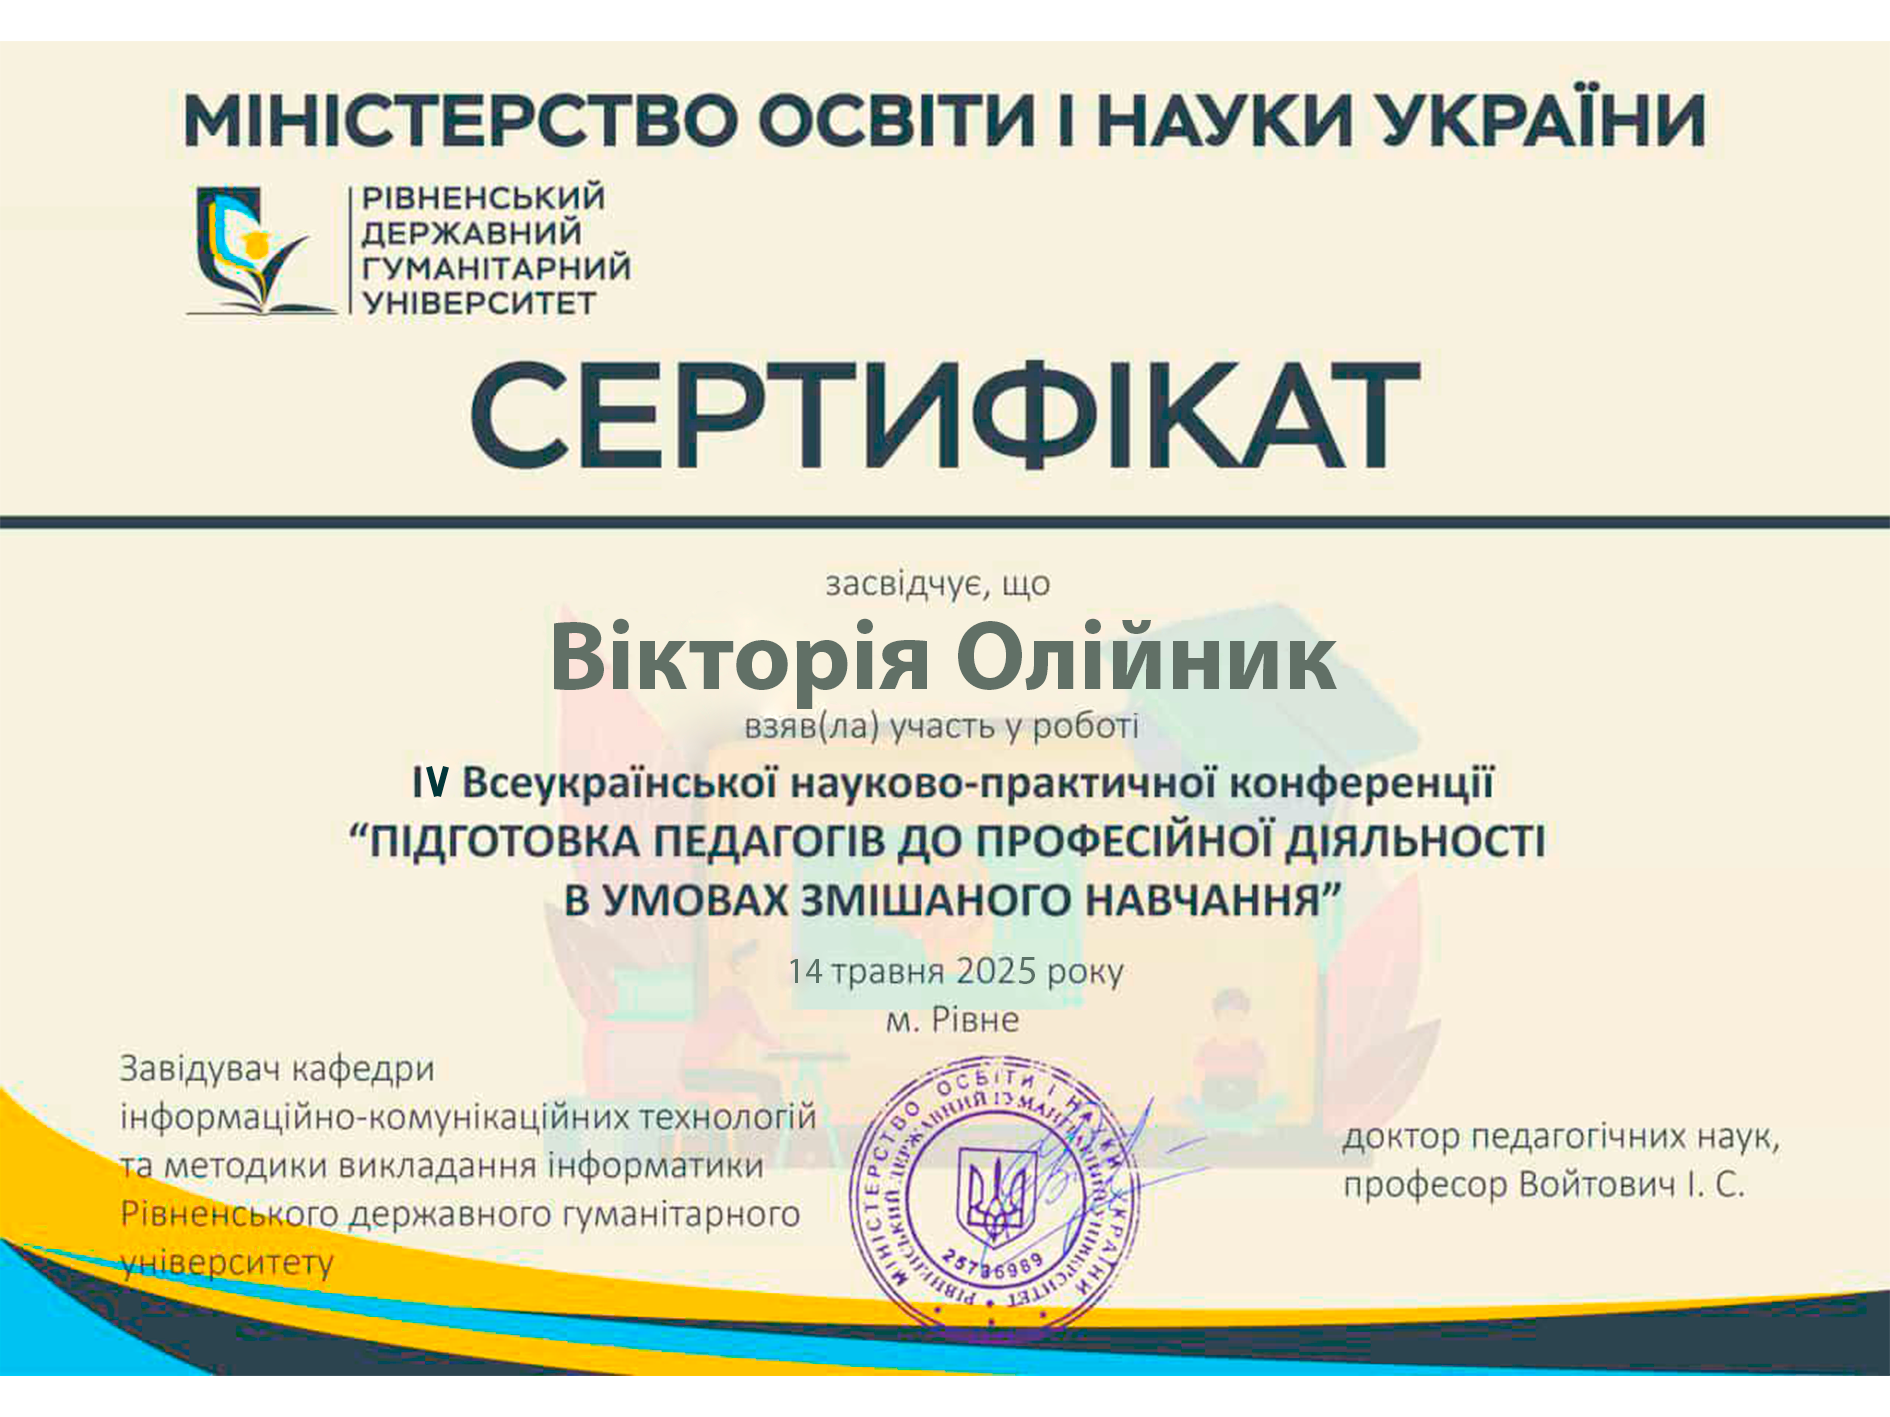 МІНІСТЕРСТВО ОСВІТИ І НАУКИ УКРАЇНИ
РІВНЕНСЬКИЙ
ДЕРЖАВНИЙ
ГУМАНІТАРНИЙ
УНІВЕРСИТЕТ
СЕРТИФІКАТ
засвідчує, що
Вікторія Олійник
взяв(ла) участь у роботі
IV Всеукраїнської науково-практичної конференції
“ПІДГОТОВКА ПЕДАГОГІВ ДО ПРОФЕСІЙНОЇ ДІЯЛЬНОСТІ
В УМОВАХ ЗМІШАНОГО НАВЧАННЯ”
14 травня 2025 року
м. Рівне
Завідувач кафедри
інформаційно-комунікаційних технологій
та методики викладання інформатики
Рівненського державного гуманітарного
університету
МІНІСТЕРСТВО ОСВІТИ І НАУКИ УКРАЇНИ
РІВНЕНСЬКИЙ ДЕРЖАВНИЙ ГУМАНІТАРНИЙ УНІВЕРСИТЕТ
25736989
доктор педагогічних наук,
професор Войтович І. С.